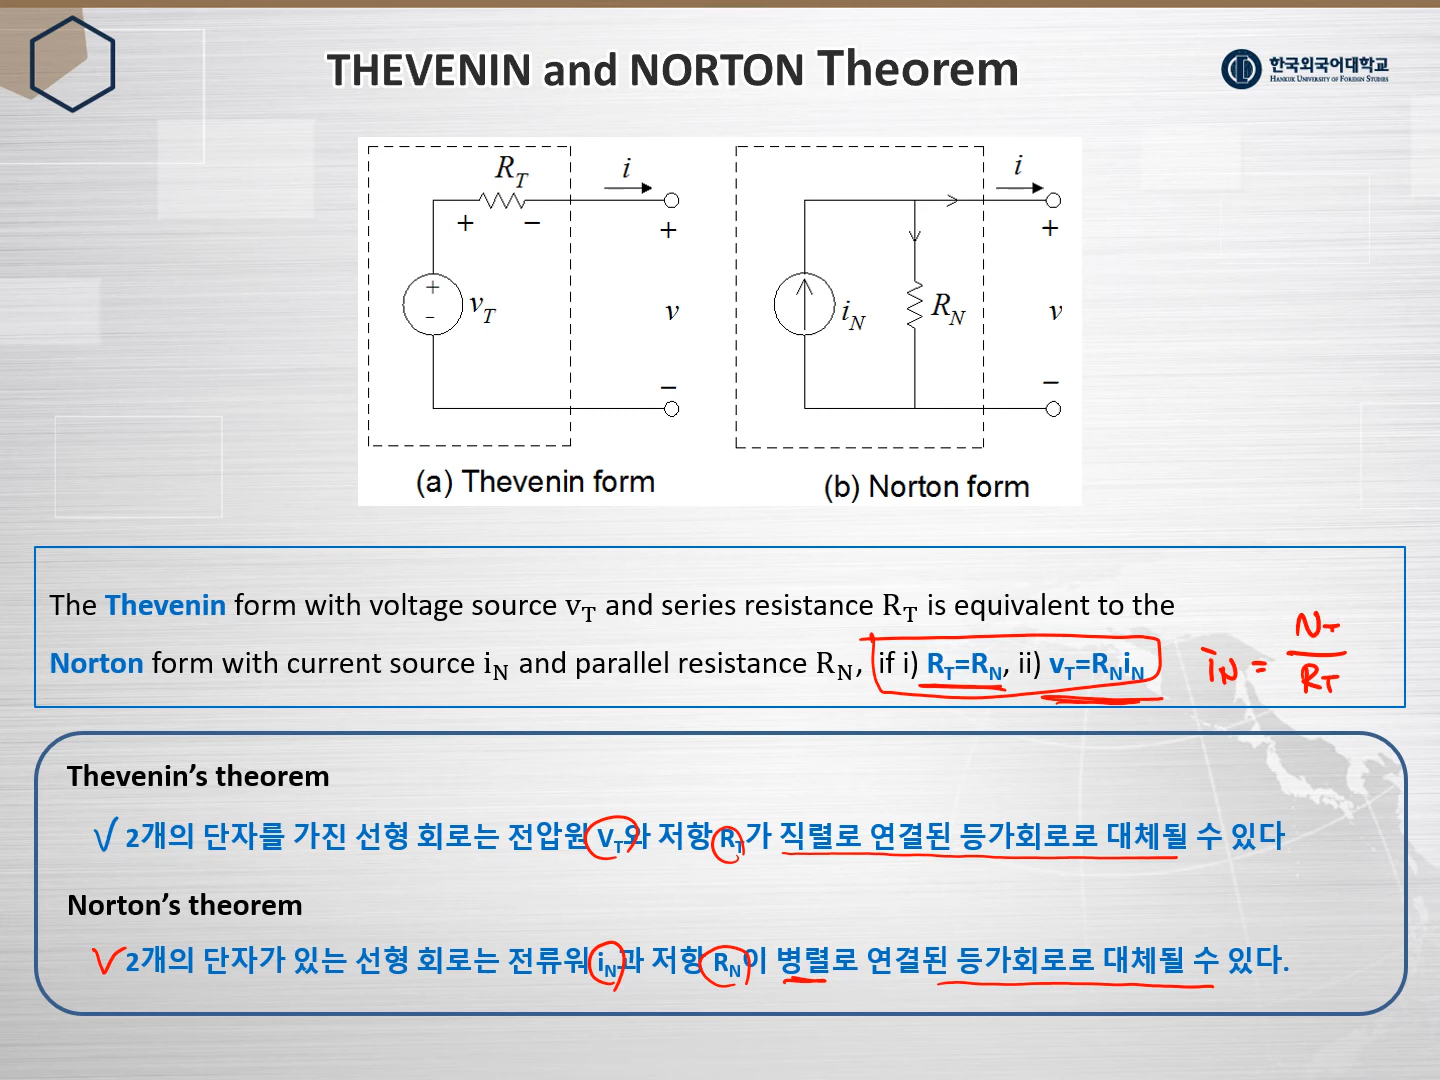 THEVENIN and NORTON Theorem
한국외국어대학교
HANKUK UNIVERSITY OF FOREIGN STUDIES
R_T
i
+ −
+
+
-
v_T
v
−
(a) Thevenin form
i
+
i_N
R_N
v
−
(b) Norton form
The Thevenin form with voltage source v_T and series resistance R_T is equivalent to the
Norton form with current source i_N and parallel resistance R_N, if i) R_T=R_N, ii) v_T=R_N i_N
i_N = v_T / R_T
Thevenin's theorem
√ 2개의 단자를 가진 선형 회로는 전압원 V_T와 저항 R_T가 직렬로 연결된 등가회로로 대체될 수 있다
Norton's theorem
√ 2개의 단자가 있는 선형 회로는 전류원 i_N과 저항 R_N이 병렬로 연결된 등가회로로 대체될 수 있다.